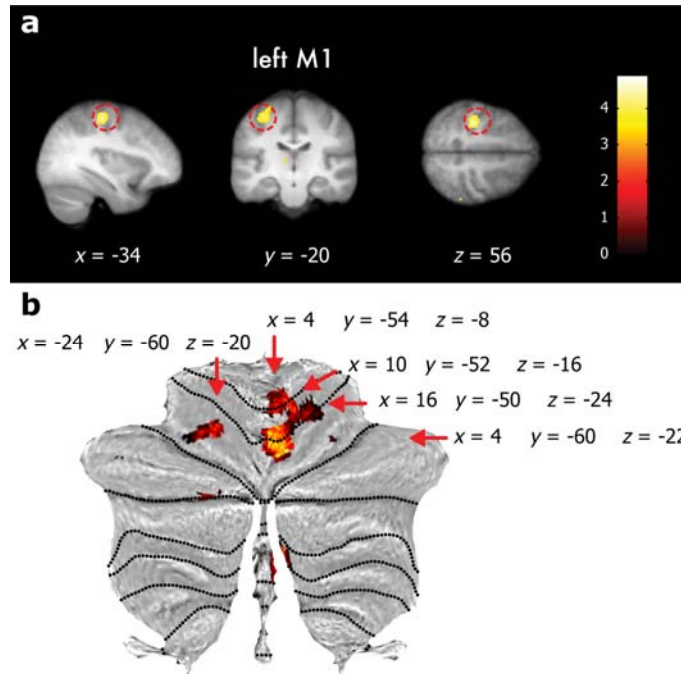 a
left M1
4
3
2
1
0
x = -34 y = -20 z = 56
b
x = 4 y = -54 z = -8
x = -24 y = -60 z = -20
x = 10 y = -52 z = -16
x = 16 y = -50 z = -24
x = 4 y = -60 z = -22